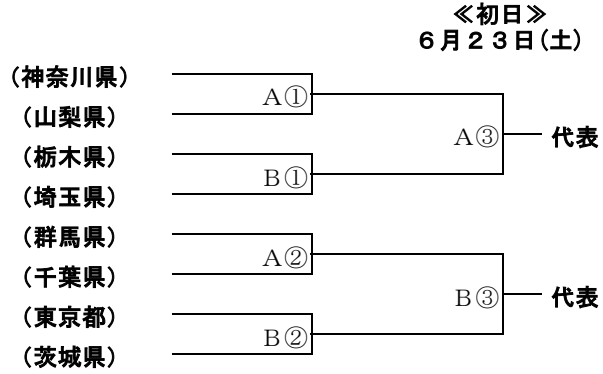 ≪初日≫
６月２３日（土）
（神奈川県）
A①
（山梨県）
A③ 代表
（栃木県）
B①
（埼玉県）
（群馬県）
A②
（千葉県）
B③ 代表
（東京都）
B②
（茨城県）